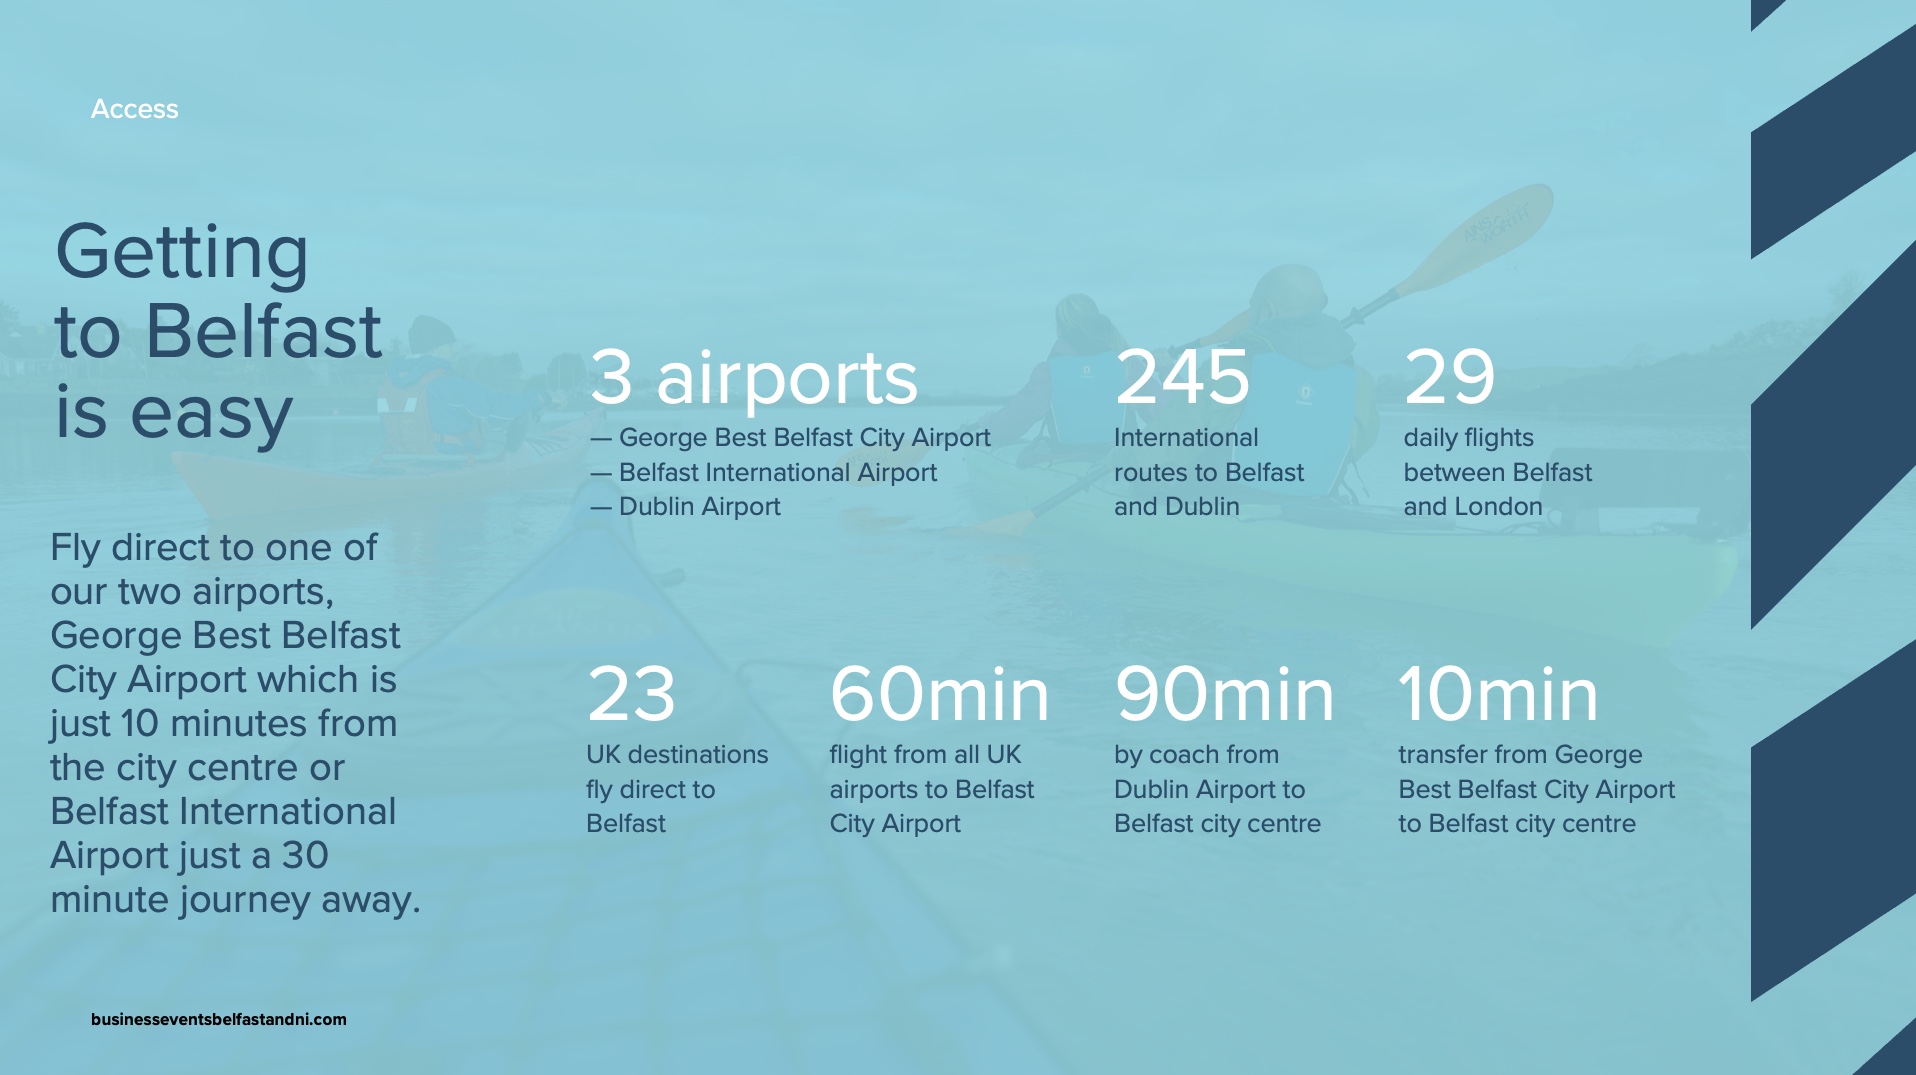 Access
Getting
to Belfast
is easy
Fly direct to one of
our two airports,
George Best Belfast
City Airport which is
just 10 minutes from
the city centre or
Belfast International
Airport just a 30
minute journey away.
3 airports
— George Best Belfast City Airport
— Belfast International Airport
— Dublin Airport
245
International
routes to Belfast
and Dublin
29
daily flights
between Belfast
and London
23
UK destinations
fly direct to
Belfast
60min
flight from all UK
airports to Belfast
City Airport
90min
by coach from
Dublin Airport to
Belfast city centre
10min
transfer from George
Best Belfast City Airport
to Belfast city centre
businesseventsbelfastandni.com